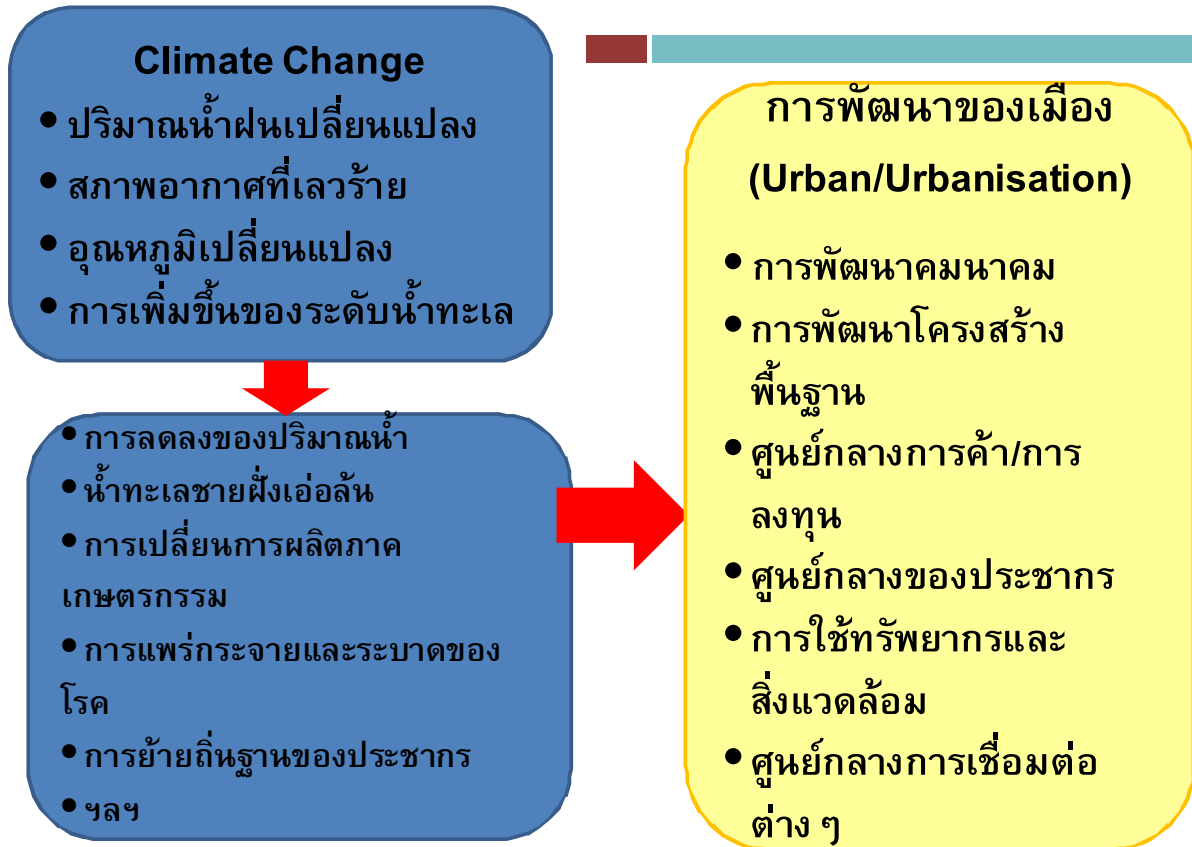 Climate Change
• ปริมาณน้ำฝนเปลี่ยนแปลง
• สภาพอากาศที่เลวร้าย
• อุณหภูมิเปลี่ยนแปลง
• การเพิ่มขึ้นของระดับน้ำทะเล
• การลดลงของปริมาณน้ำ
• น้ำทะเลชายฝั่งเอ่อล้น
• การเปลี่ยนการผลิตภาค
เกษตรกรรม
• การแพร่กระจายและระบาดของ
โรค
• การย้ายถิ่นฐานของประชากร
• ฯลฯ
การพัฒนาของเมือง
(Urban/Urbanisation)
• การพัฒนาคมนาคม
• การพัฒนาโครงสร้าง
พื้นฐาน
• ศูนย์กลางการค้า/การ
ลงทุน
• ศูนย์กลางของประชากร
• การใช้ทรัพยากรและ
สิ่งแวดล้อม
• ศูนย์กลางการเชื่อมต่อ
ต่าง ๆ